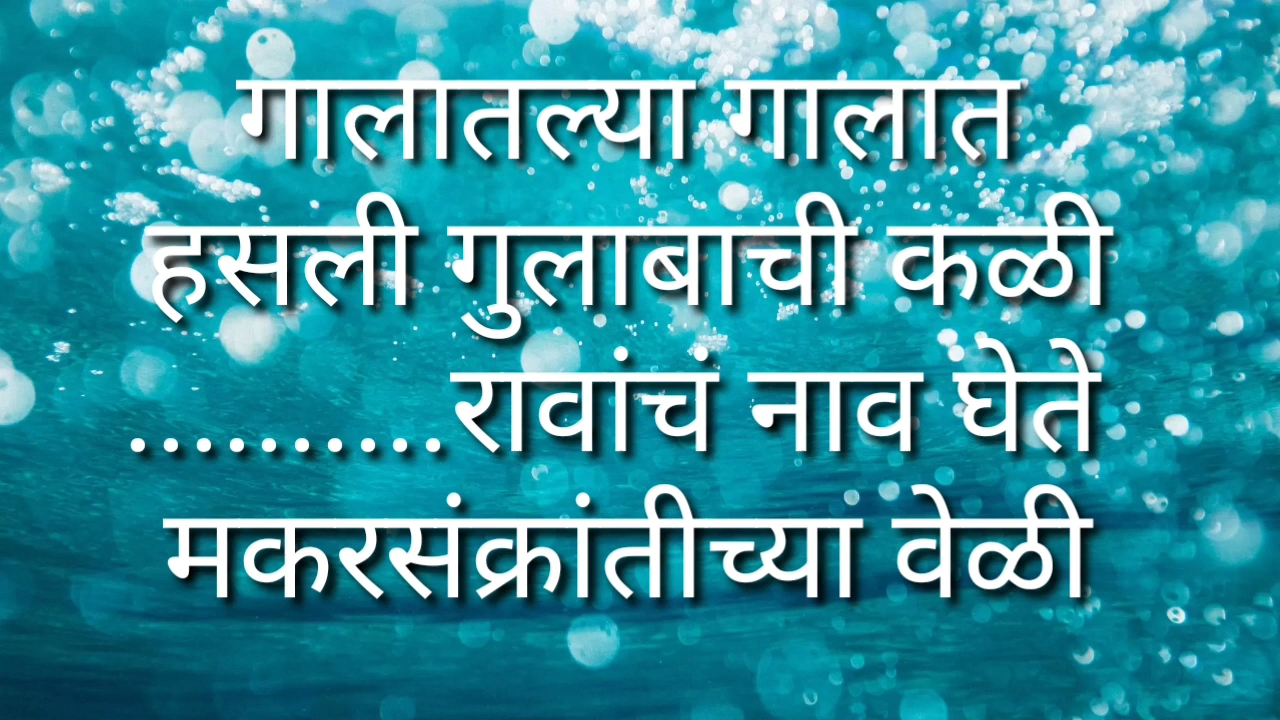 गालातल्या गालात
हसली गुलाबाची कळी
..........रावांचं नाव घेते
मकरसंक्रांतीच्या वेळी